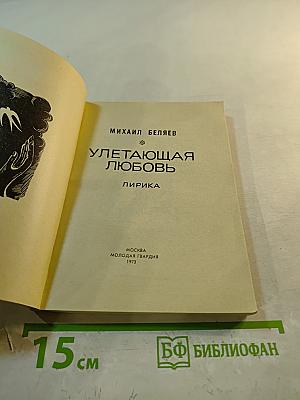 МИХАИЛ БЕЛЯЕВ
УЛЕТАЮЩАЯ
ЛЮБОВЬ
ЛИРИКА
МОСКВА
МОЛОДАЯ ГВАРДИЯ
1973
15 см
БФ БИБЛИОФАН